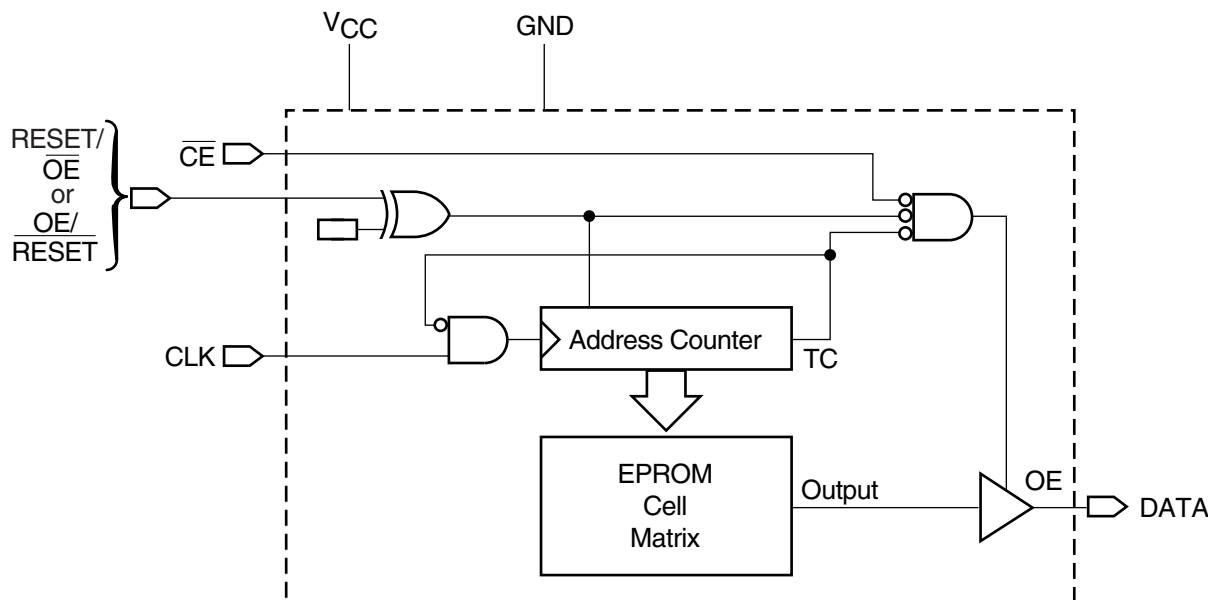 VCC
GND
RESET/
OE
or
OE/
RESET
CE
CLK
Address Counter
TC
EPROM
Cell
Matrix
Output
OE
DATA